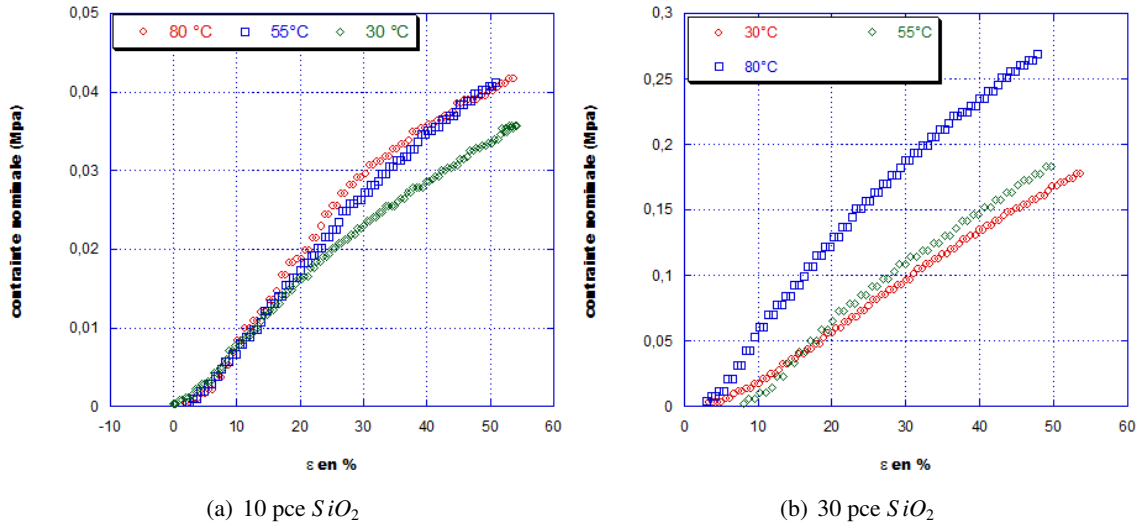 80 °C 55°C 30 °C
contrainte nominale (Mpa)
0,05
0,04
0,03
0,02
0,01
0
-10 0 10 20 30 40 50 60
ε en %
(a) 10 pce SiO2
30°C 55°C
80°C
contrainte nominale (Mpa)
0,3
0,25
0,2
0,15
0,1
0,05
0
0 10 20 30 40 50 60
ε en %
(b) 30 pce SiO2